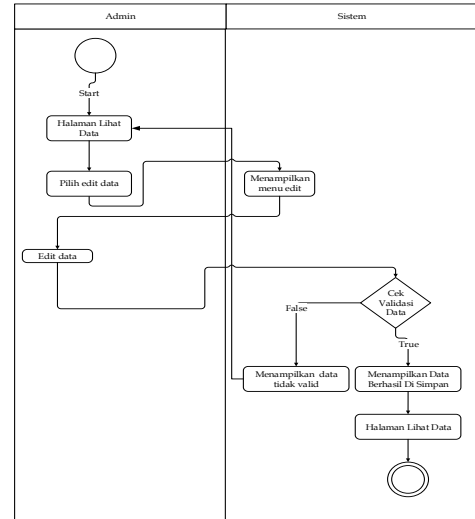 Admin
Sistem
Start
Halaman Lihat
Data
Pilih edit data
Menampilkan
menu edit
Edit data
Cek
Validasi
Data
False
True
Menampilkan data
tidak valid
Menampilkan Data
Berhasil Di Simpan
Halaman Lihat Data